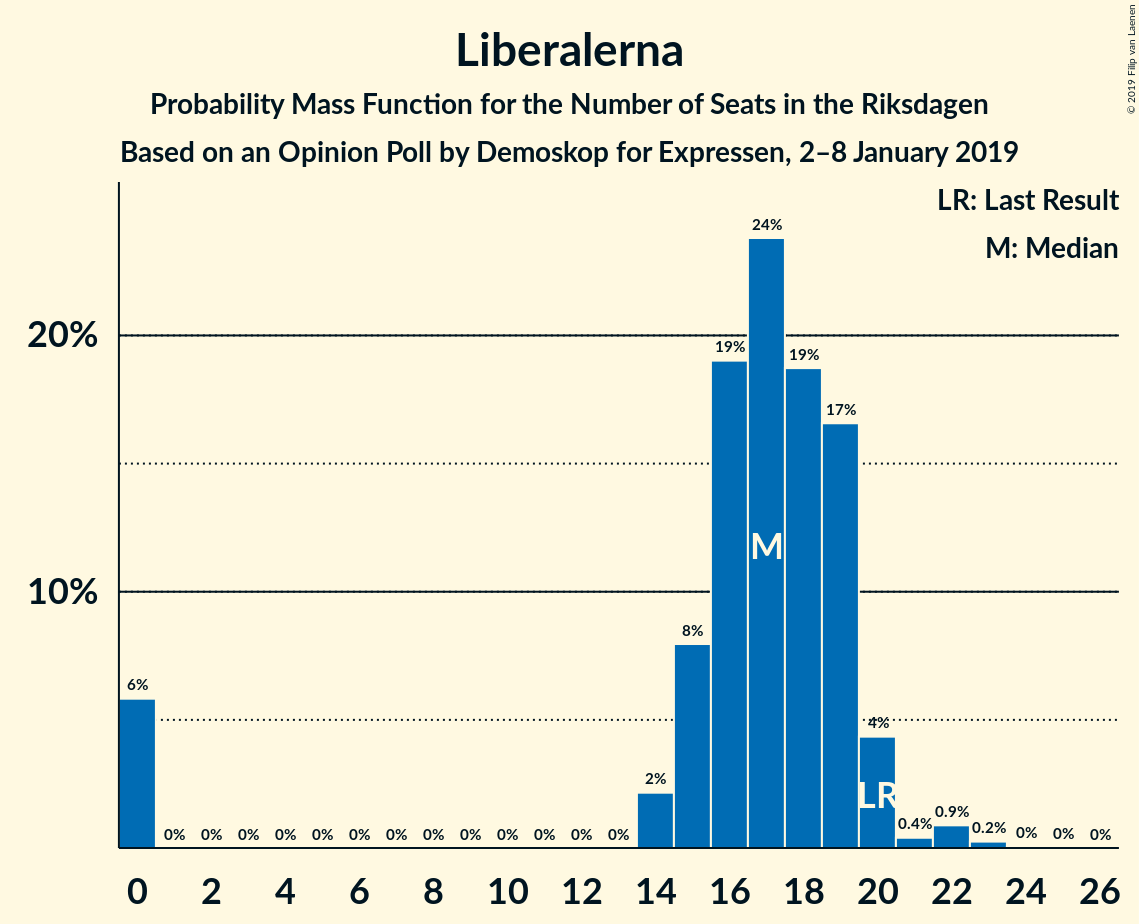 Liberalerna
Probability Mass Function for the Number of Seats in the Riksdagen
Based on an Opinion Poll by Demoskop for Expressen, 2–8 January 2019
© 2019 Filip van Laenen
LR: Last Result
M: Median
24%
20%
19%
19%
17%
M
10%
8%
6%
4%
2%
LR
0.4%
0.9%
0.2%
0% 0% 0% 0% 0% 0% 0% 0% 0% 0% 0% 0% 0% 0% 0% 0%
0 2 4 6 8 10 12 14 16 18 20 22 24 26